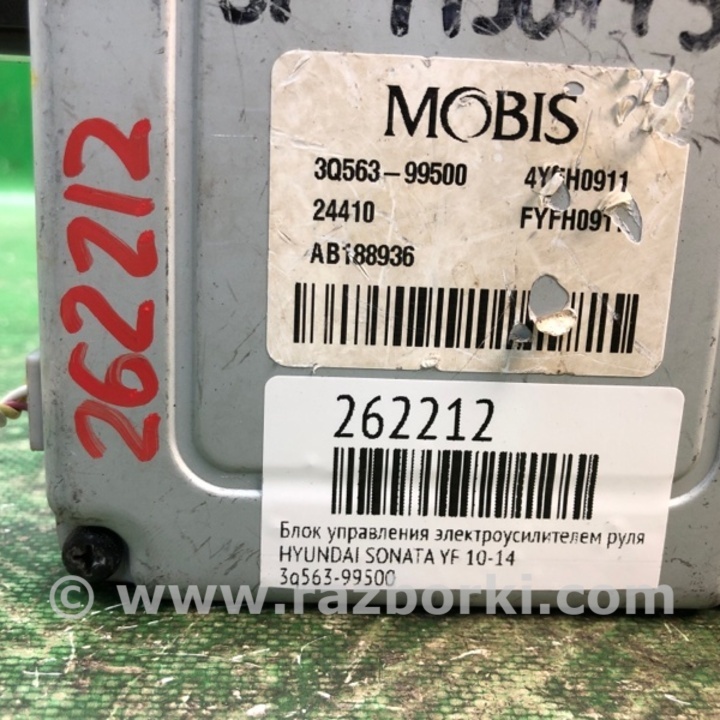 262212
MOBIS
3Q563-99500 4YFH0911
24410
AB188936
262212
Блок управления электроусилителем руля
HYUNDAI SONATA YF 10-14
3q563-99500
© www.razborki.com